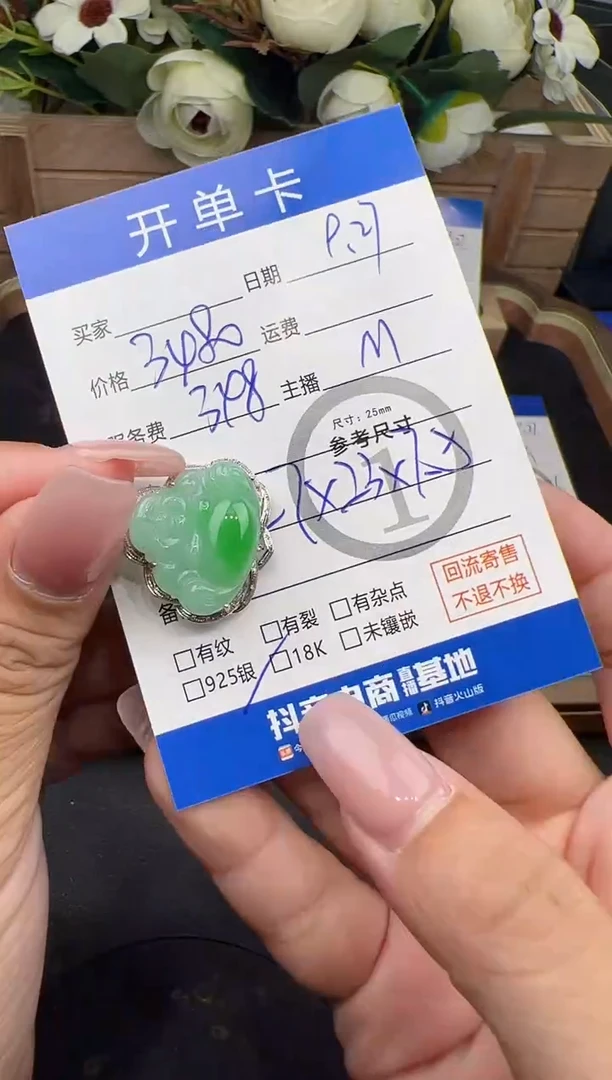 开单卡
日期
买家
价格 3480 运费
服务费 398 主播 M
尺寸：25mm
参考尺寸
1
回流寄售
不退不换
备
□有纹 □有裂 □有杂点
□925银 □18K □未镶嵌
抖音电商直播基地
抖音火山版